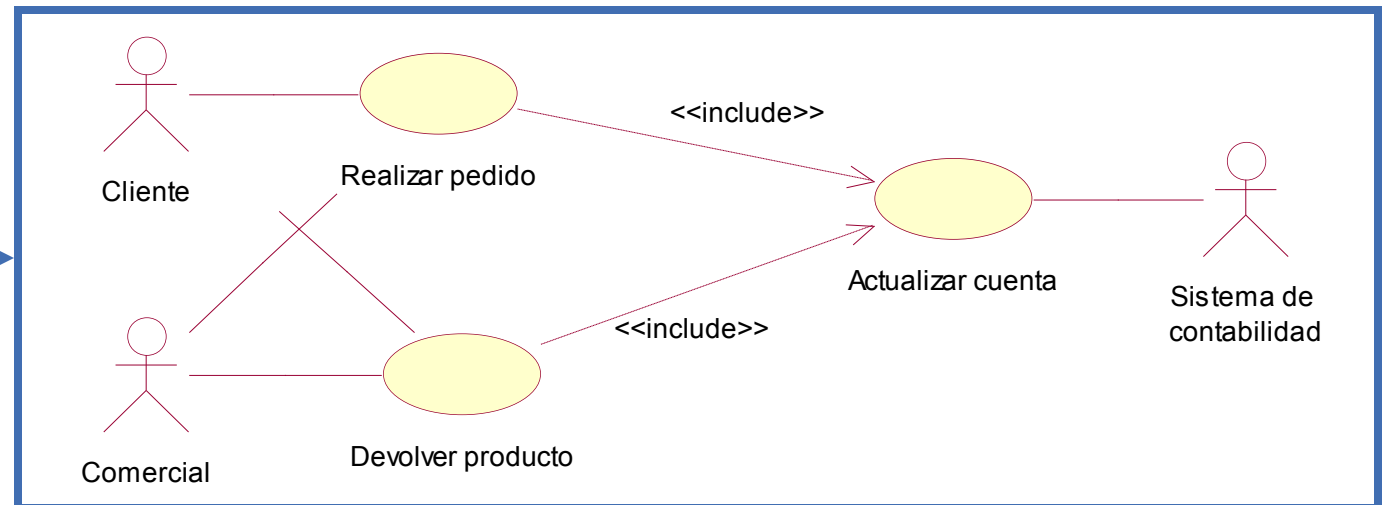 <<include>>
Realizar pedido
Cliente
Actualizar cuenta
Sistema de
contabilidad
<<include>>
Devolver producto
Comercial